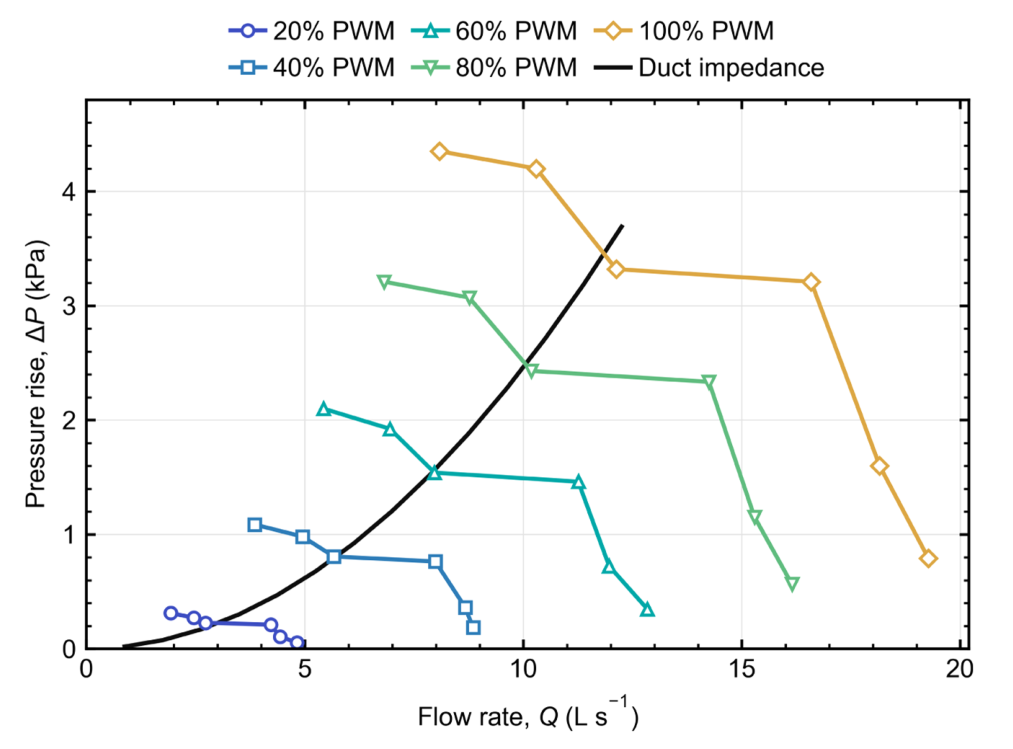 20% PWM 60% PWM 100% PWM
40% PWM 80% PWM Duct impedance
Pressure rise, ΔP (kPa)
4
3
2
1
0
0 5 10 15 20
Flow rate, Q (L s⁻¹)